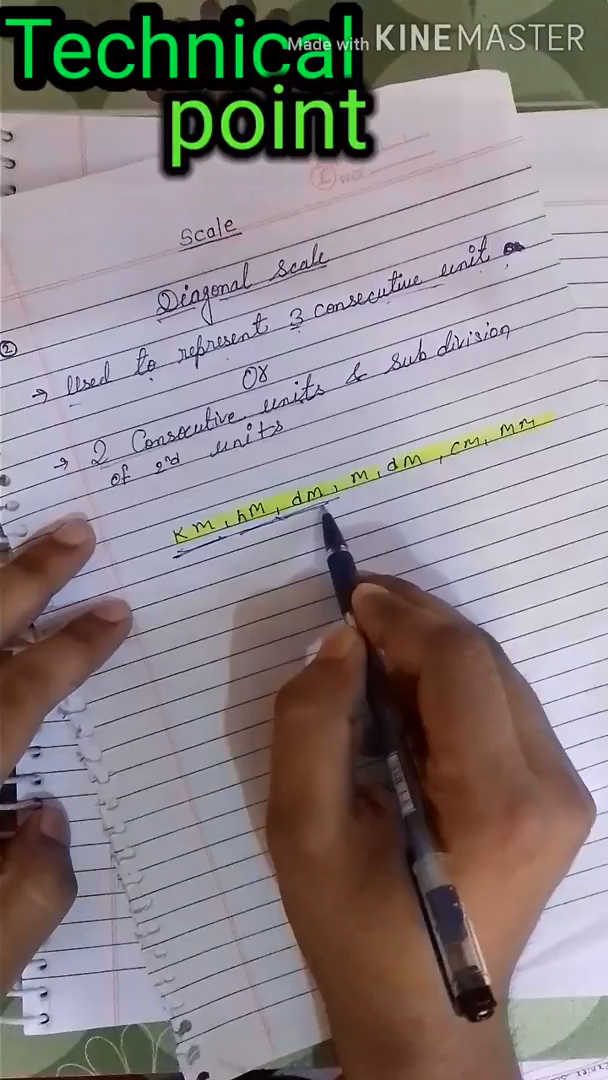 Technical
point
Made with KINEMASTER
Scale
Diagonal Scale
②
→ Used to represent 3 consecutive unit
Or
→ 2 Consecutive units & sub division
of 2nd units
KM, hM, dM, M, dM, CM, MM